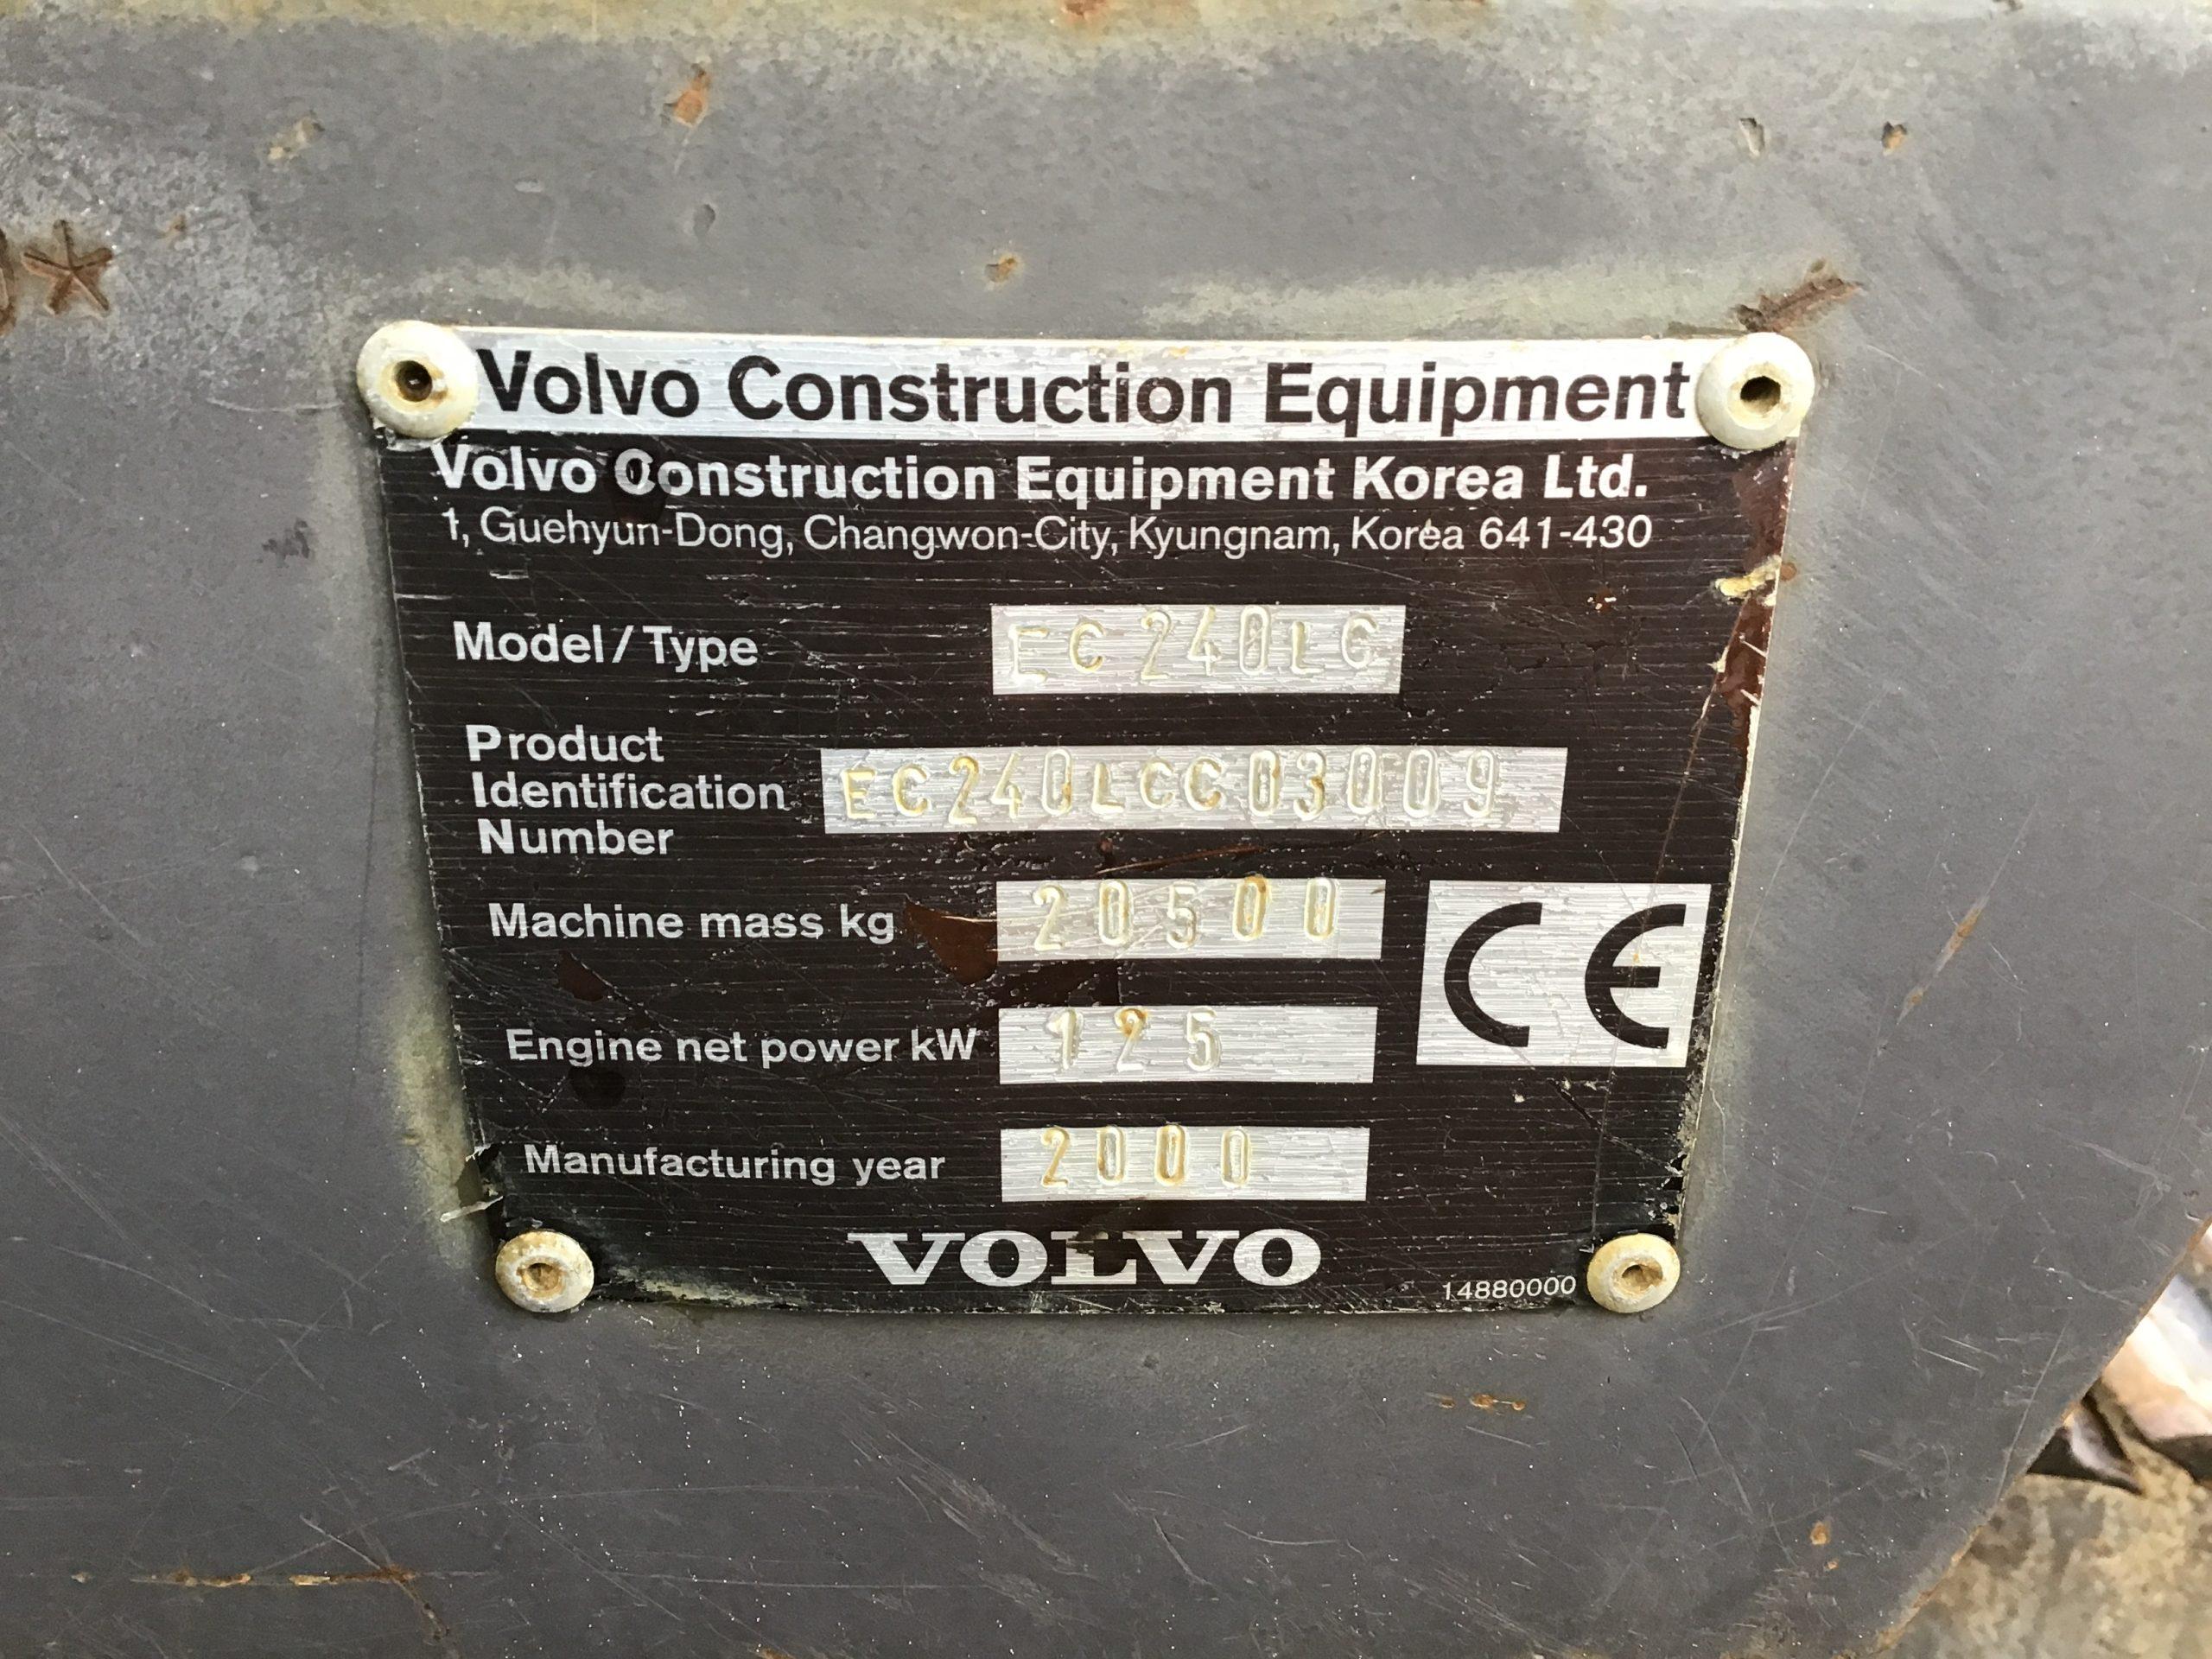 Volvo Construction Equipment
Volvo Construction Equipment Korea Ltd.
1, Guehyun-Dong, Changwon-City, Kyungnam, Korea 641-430
Model/Type EC240LC
Product
Identification EC240LCC03009
Number
Machine mass kg 20500
CE
Engine net power kW 125
Manufacturing year 2000
VOLVO
14880000